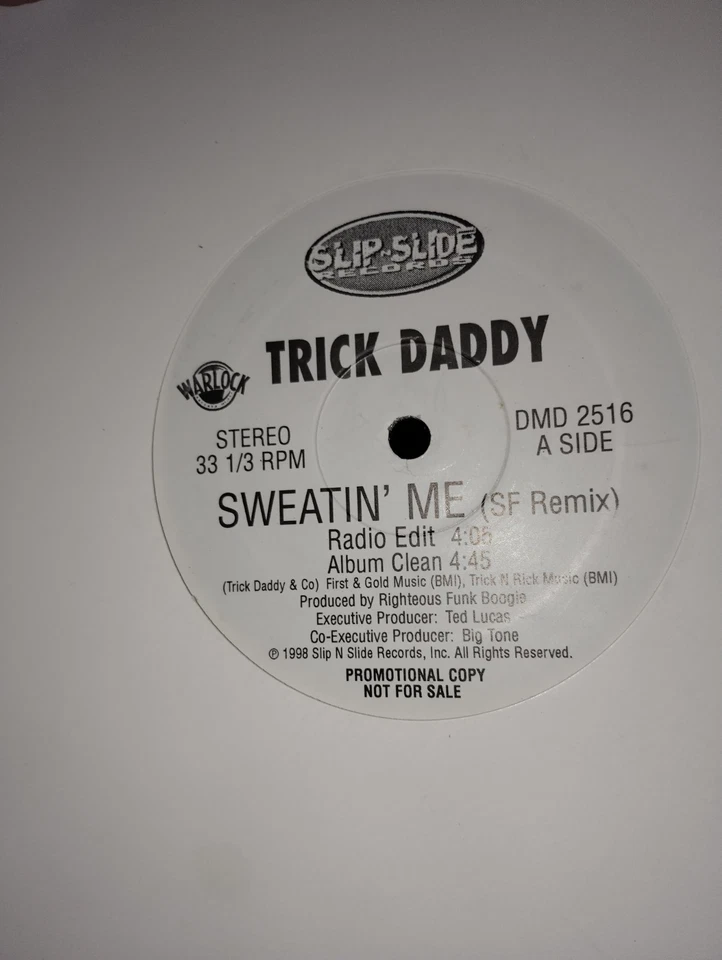 SLIP-N-SLIDE
RECORDS
TRICK DADDY
WARLOCK
STEREO
33 1/3 RPM
DMD 2516
A SIDE
SWEATIN' ME (SF Remix)
Radio Edit 4:05
Album Clean 4:45
(Trick Daddy & Co) First & Gold Music (BMI), Trick N Rick Music (BMI)
Produced by Righteous Funk Boogie
Executive Producer: Ted Lucas
Co-Executive Producer: Big Tone
℗ 1998 Slip N Slide Records, Inc. All Rights Reserved.
PROMOTIONAL COPY
NOT FOR SALE